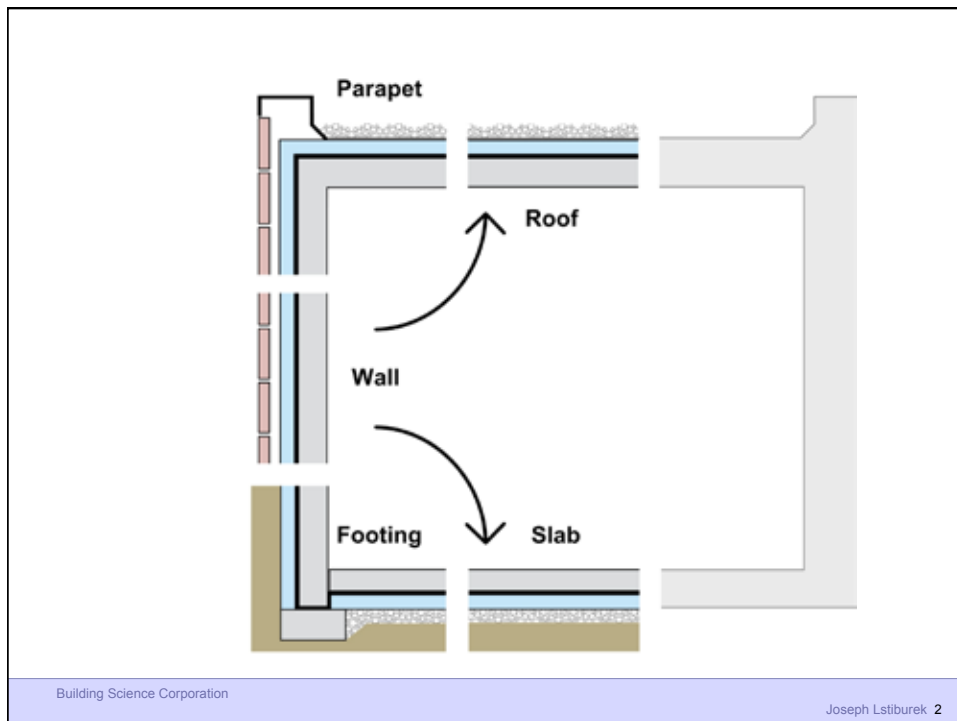 Parapet
Roof
Wall
Footing Slab
Building Science Corporation
Joseph Lstiburek 2